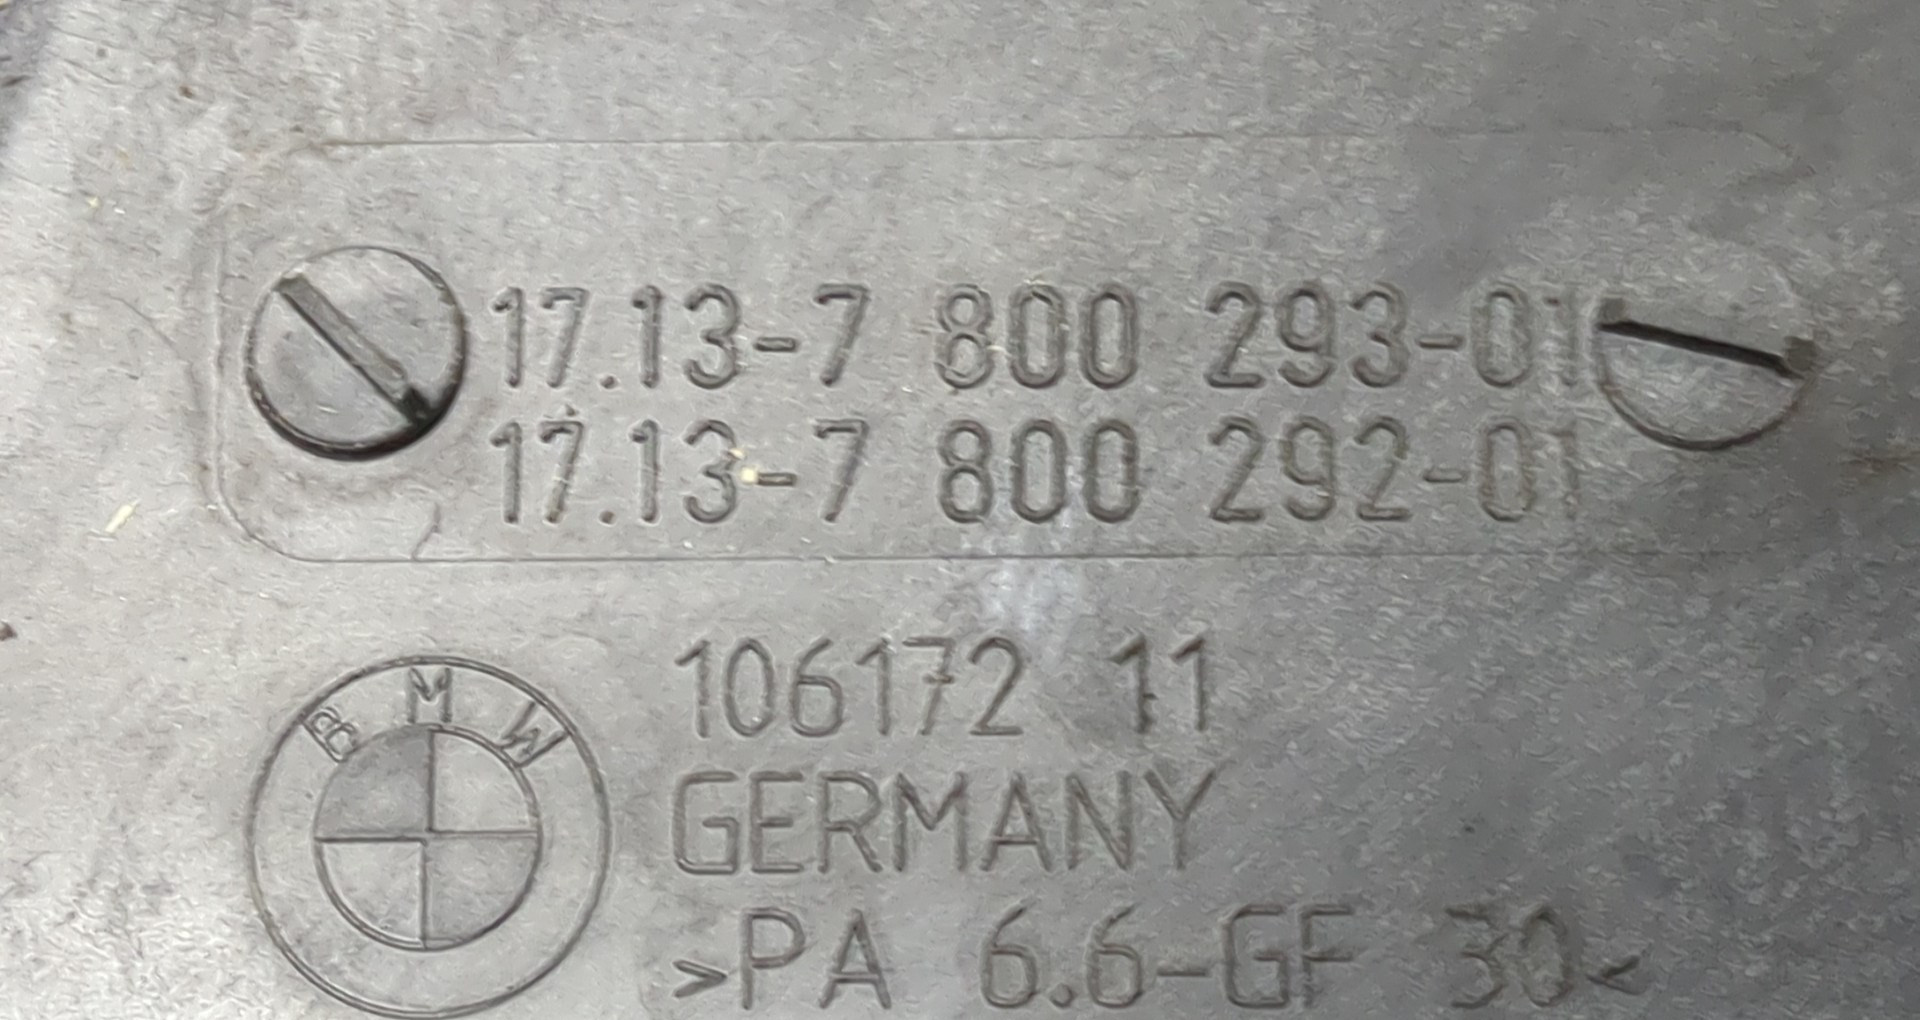 17.13-7 800 293-01
17.13-7 800 292-01
BMW
106172 11
GERMANY
>PA 6.6-GF 30<